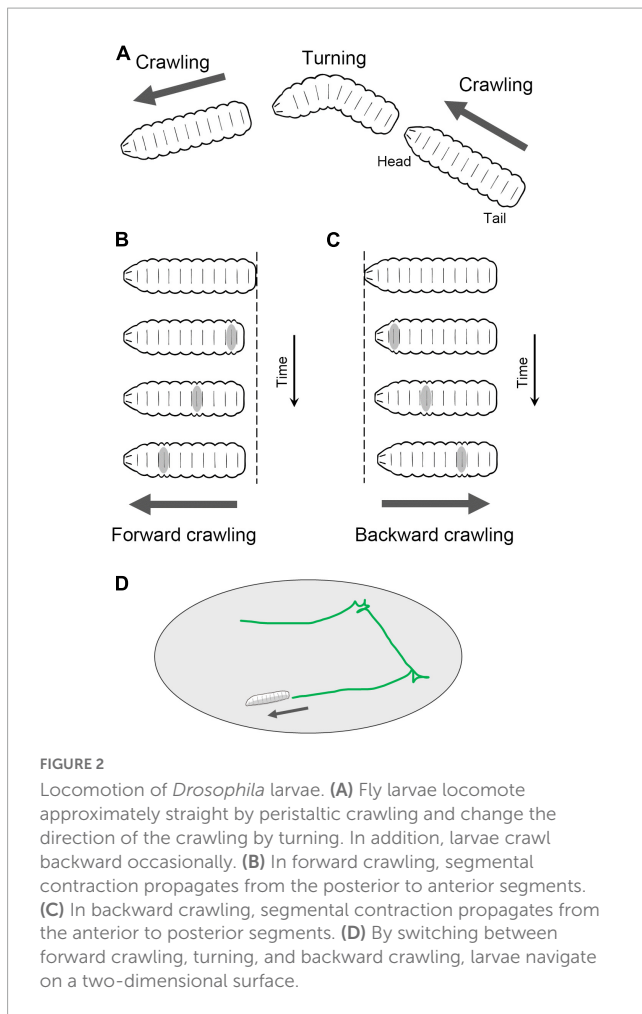 A
Crawling
Turning
Crawling
Head
Tail
B
C
Time
Time
Forward crawling
Backward crawling
D
FIGURE 2
Locomotion of Drosophila larvae. (A) Fly larvae locomote
approximately straight by peristaltic crawling and change the
direction of the crawling by turning. In addition, larvae crawl
backward occasionally. (B) In forward crawling, segmental
contraction propagates from the posterior to anterior segments.
(C) In backward crawling, segmental contraction propagates from
the anterior to posterior segments. (D) By switching between
forward crawling, turning, and backward crawling, larvae navigate
on a two-dimensional surface.